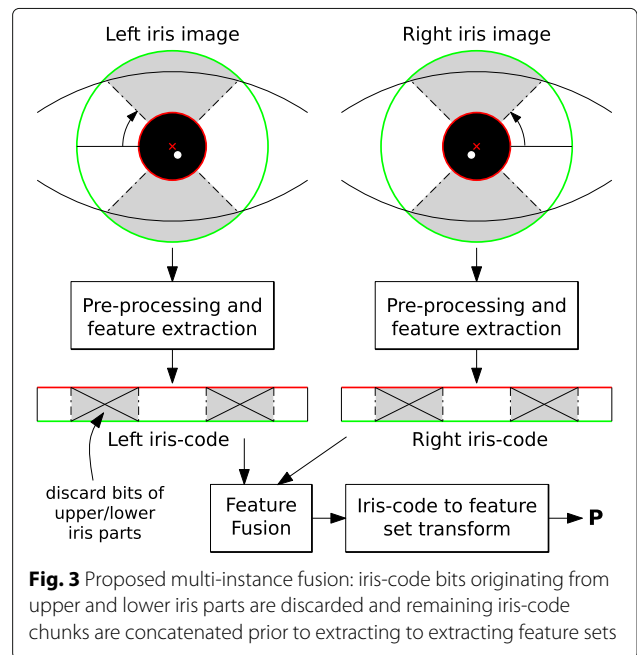 Left iris image
Right iris image
Pre-processing and
feature extraction
Pre-processing and
feature extraction
Left iris-code
Right iris-code
discard bits of
upper/lower
iris parts
Feature
Fusion
Iris-code to feature
set transform
P
Fig. 3 Proposed multi-instance fusion: iris-code bits originating from
upper and lower iris parts are discarded and remaining iris-code
chunks are concatenated prior to extracting to extracting feature sets